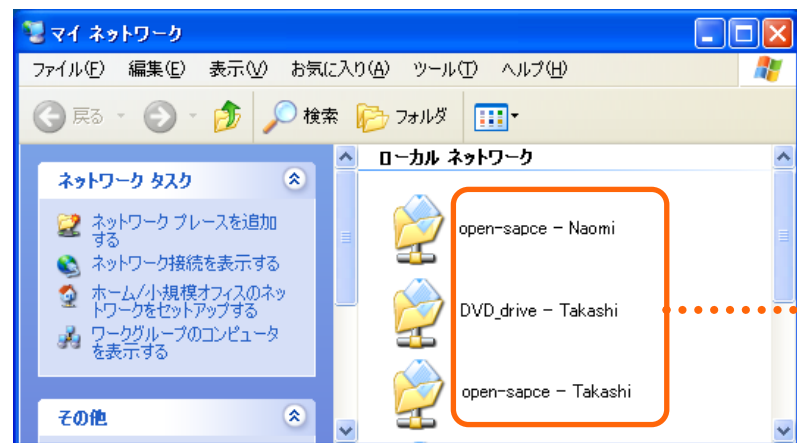 マイ ネットワーク
ファイル(F) 編集(E) 表示(V) お気に入り(A) ツール(T) ヘルプ(H)
戻る 検索 フォルダ
ネットワーク タスク
ネットワーク プレースを追加
する
ネットワーク接続を表示する
ホーム/小規模オフィスのネッ
トワークをセットアップする
ワークグループのコンピュータ
を表示する
その他
ローカル ネットワーク
open-sapce - Naomi
DVD_drive - Takashi
open-sapce - Takashi